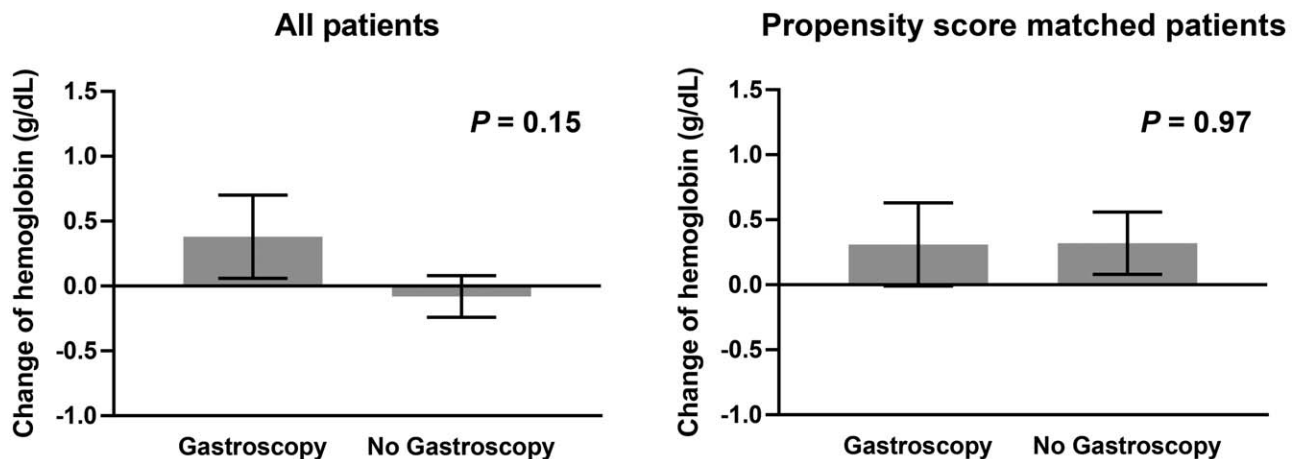 All patients
Change of hemoglobin (g/dL)
1.5
1.0
0.5
0.0
-0.5
-1.0
P = 0.15
Gastroscopy No Gastroscopy
Propensity score matched patients
Change of hemoglobin (g/dL)
1.5
1.0
0.5
0.0
-0.5
-1.0
P = 0.97
Gastroscopy No Gastroscopy